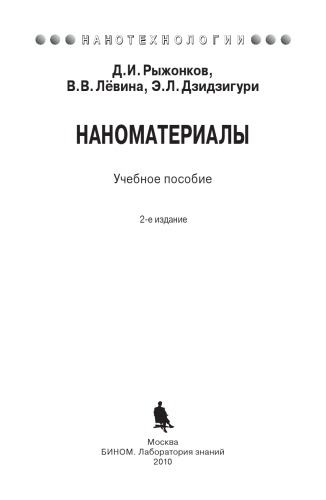 НАНОТЕХНОЛОГИИ
Д.И. Рыжонков,
В.В. Лёвина, Э.Л. Дзидзигури
НАНОМАТЕРИАЛЫ
Учебное пособие
2-е издание
Москва
БИНОМ. Лаборатория знаний
2010